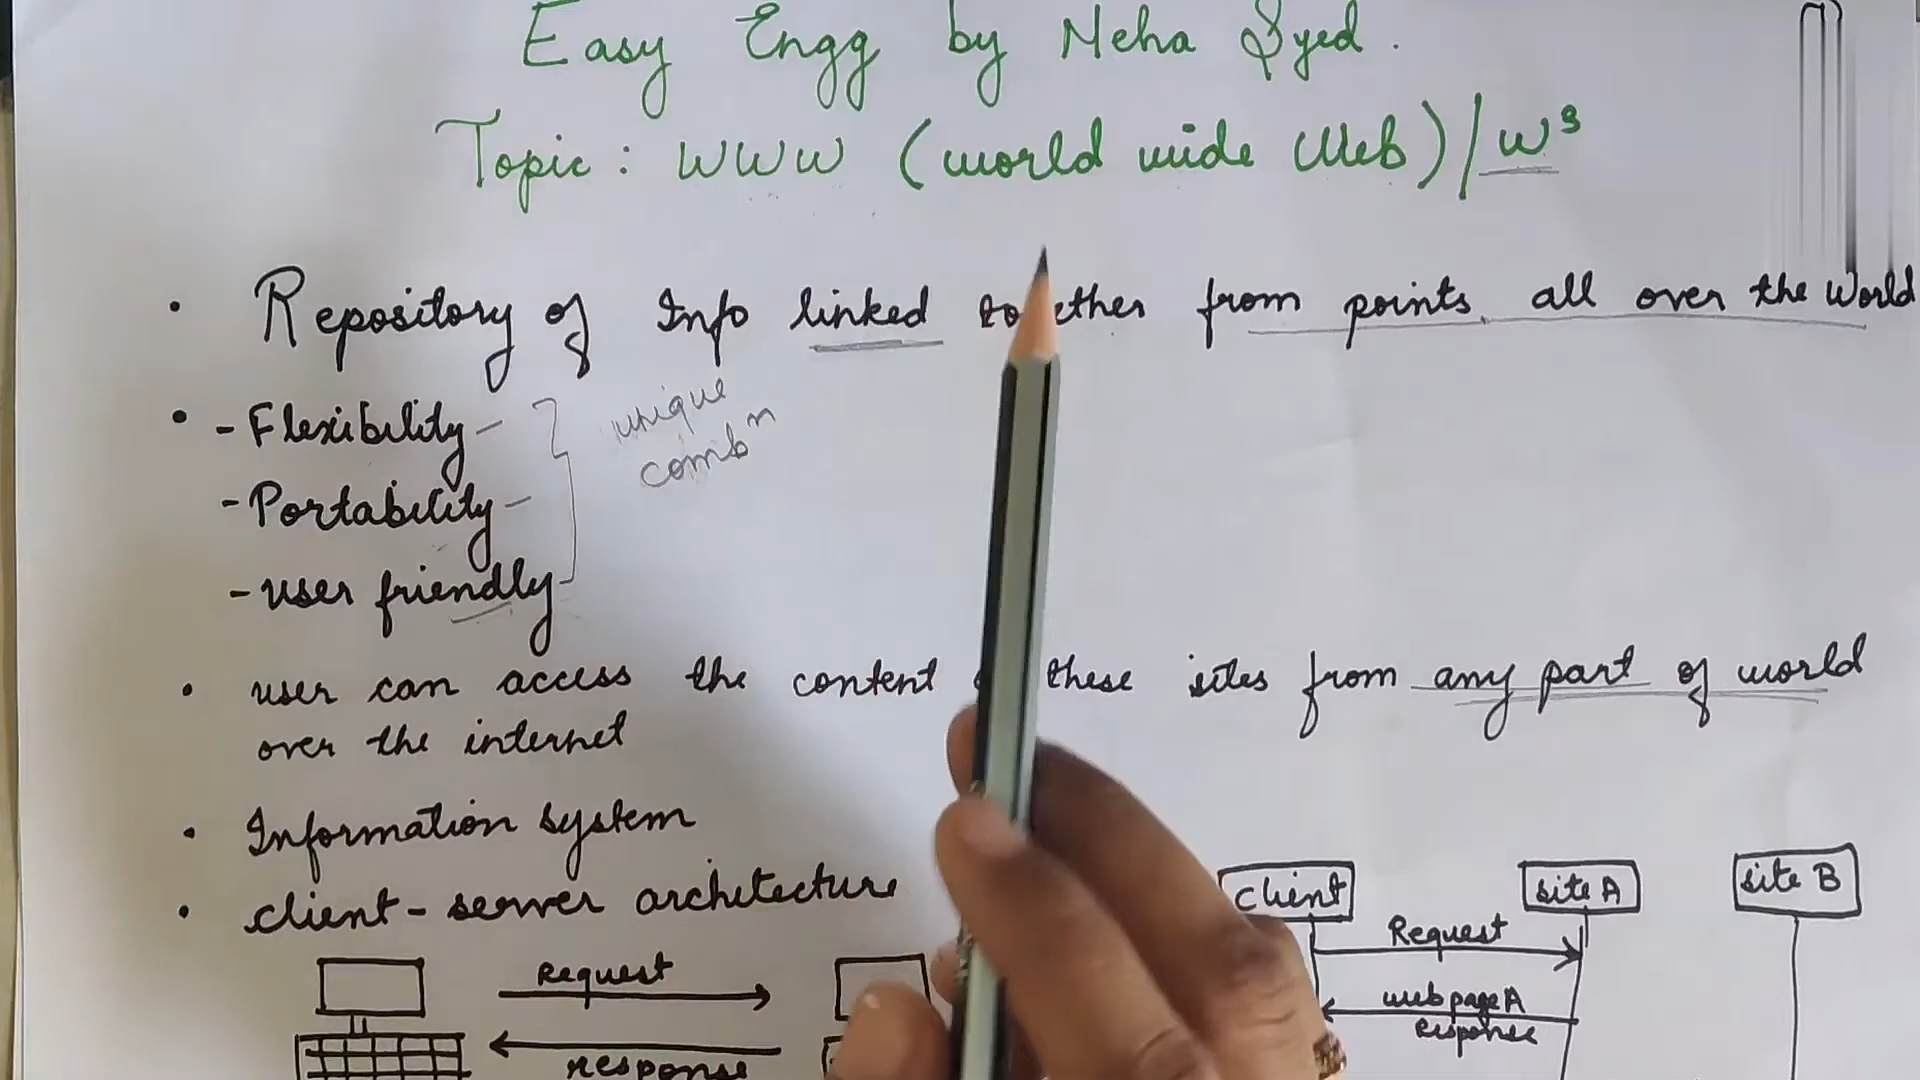 Easy Engg by Neha Syed.
Topic: WWW (world wide Web) / W³
• Repository of Info linked together from points all over the World
• - Flexibility
unique
combⁿ
- Portability
- user friendly
• user can access the content these sites from any part of world
over the internet
• Information system
• client-server architecture
Request
response
client
site A
site B
Request
web page A
Response